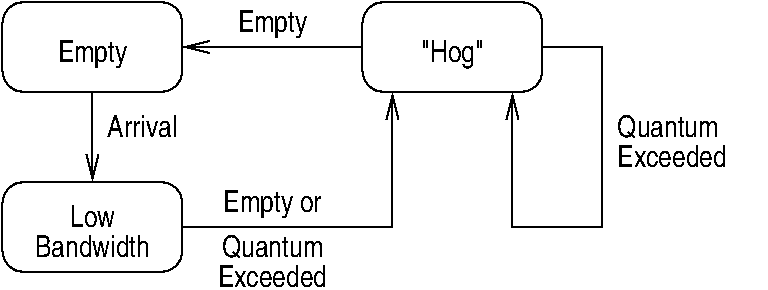 Empty
Empty
"Hog"
Arrival
Quantum
Exceeded
Low
Bandwidth
Empty or
Quantum
Exceeded